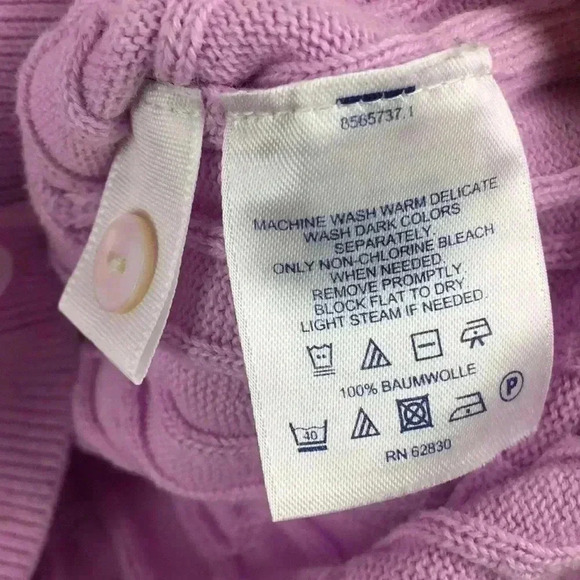 8565737.1
MACHINE WASH WARM DELICATE
WASH DARK COLORS
SEPARATELY.
ONLY NON-CHLORINE BLEACH
WHEN NEEDED.
REMOVE PROMPTLY.
BLOCK FLAT TO DRY
LIGHT STEAM IF NEEDED.
100% BAUMWOLLE
40 P
RN 62830